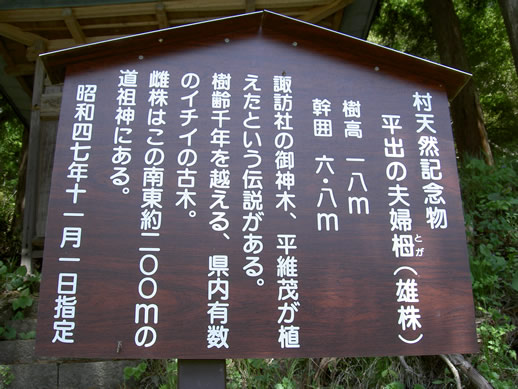 村天然記念物
平出の夫婦栂(雄株)
とが
樹高 一八m
幹囲 六・八m
諏訪社の御神木、平維茂が植
えたという伝説がある。
樹齢千年を越える、県内有数
のイチイの古木。
雌株はこの南東約二〇〇mの
道祖神にある。
昭和四七年十一月一日指定